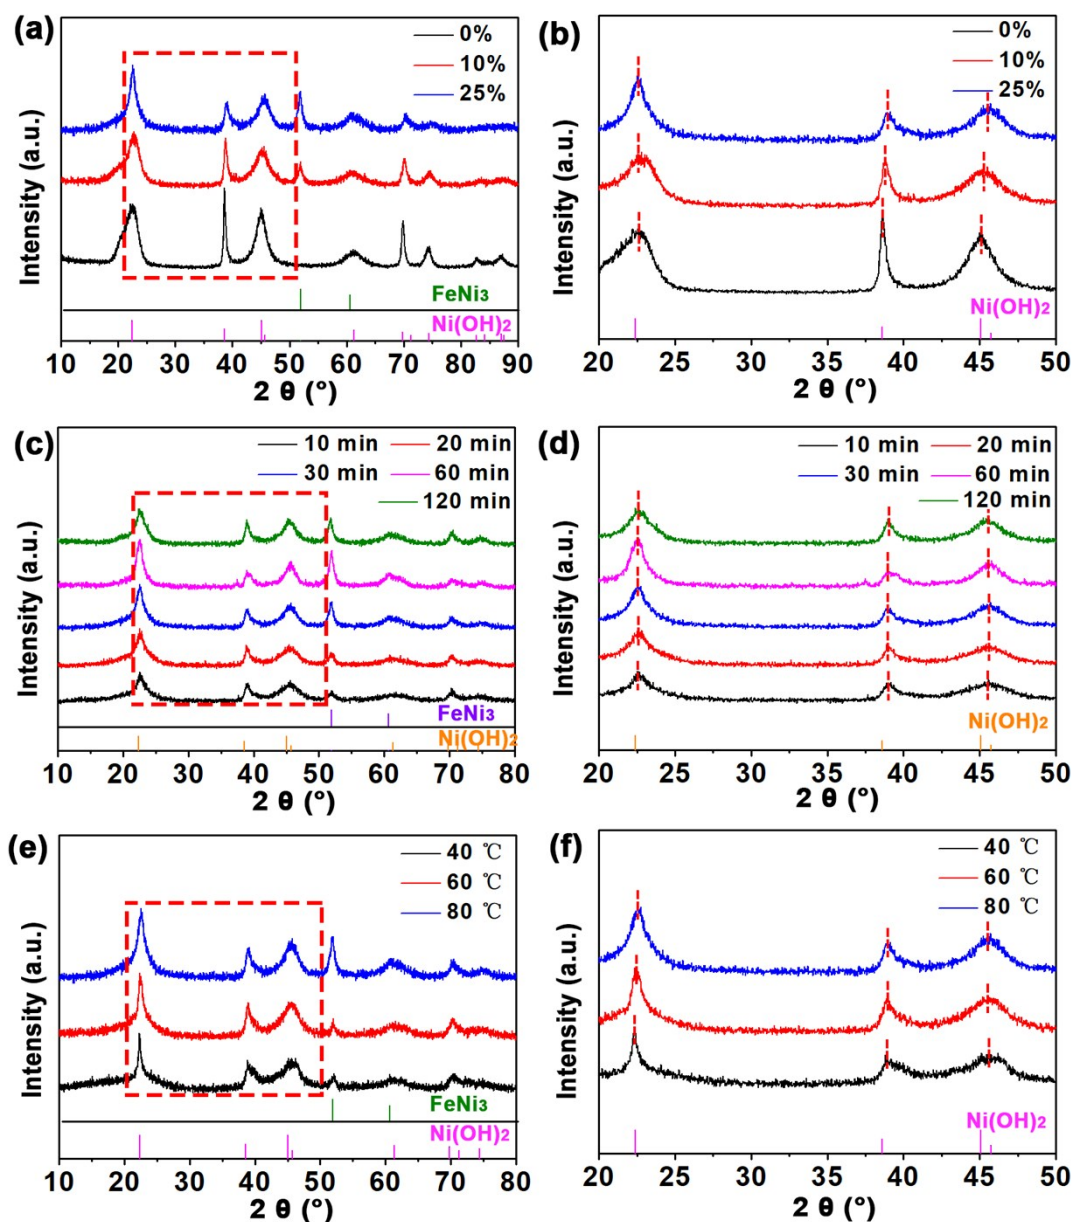 (a)
0%
10%
25%
Intensity (a.u.)
FeNi3
Ni(OH)2
10 20 30 40 50 60 70 80 90
2 θ (°)
(b)
0%
10%
25%
Intensity (a.u.)
Ni(OH)2
20 25 30 35 40 45 50
2 θ (°)
(c)
10 min 20 min
30 min 60 min
120 min
Intensity (a.u.)
FeNi3
Ni(OH)2
10 20 30 40 50 60 70 80
2 θ (°)
(d)
10 min 20 min
30 min 60 min
120 min
Intensity (a.u.)
Ni(OH)2
20 25 30 35 40 45 50
2 θ (°)
(e)
40 ℃
60 ℃
80 ℃
Intensity (a.u.)
FeNi3
Ni(OH)2
10 20 30 40 50 60 70 80
2 θ (°)
(f)
40 ℃
60 ℃
80 ℃
Intensity (a.u.)
Ni(OH)2
20 25 30 35 40 45 50
2 θ (°)